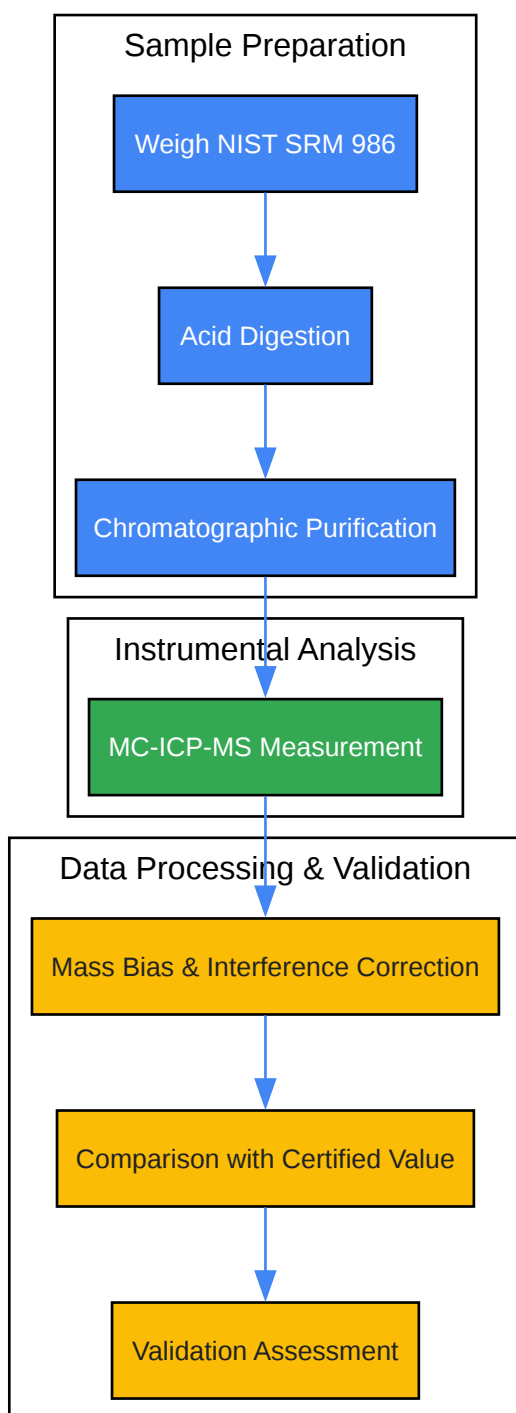 Sample Preparation
Weigh NIST SRM 986
Acid Digestion
Chromatographic Purification
Instrumental Analysis
MC-ICP-MS Measurement
Data Processing & Validation
Mass Bias & Interference Correction
Comparison with Certified Value
Validation Assessment